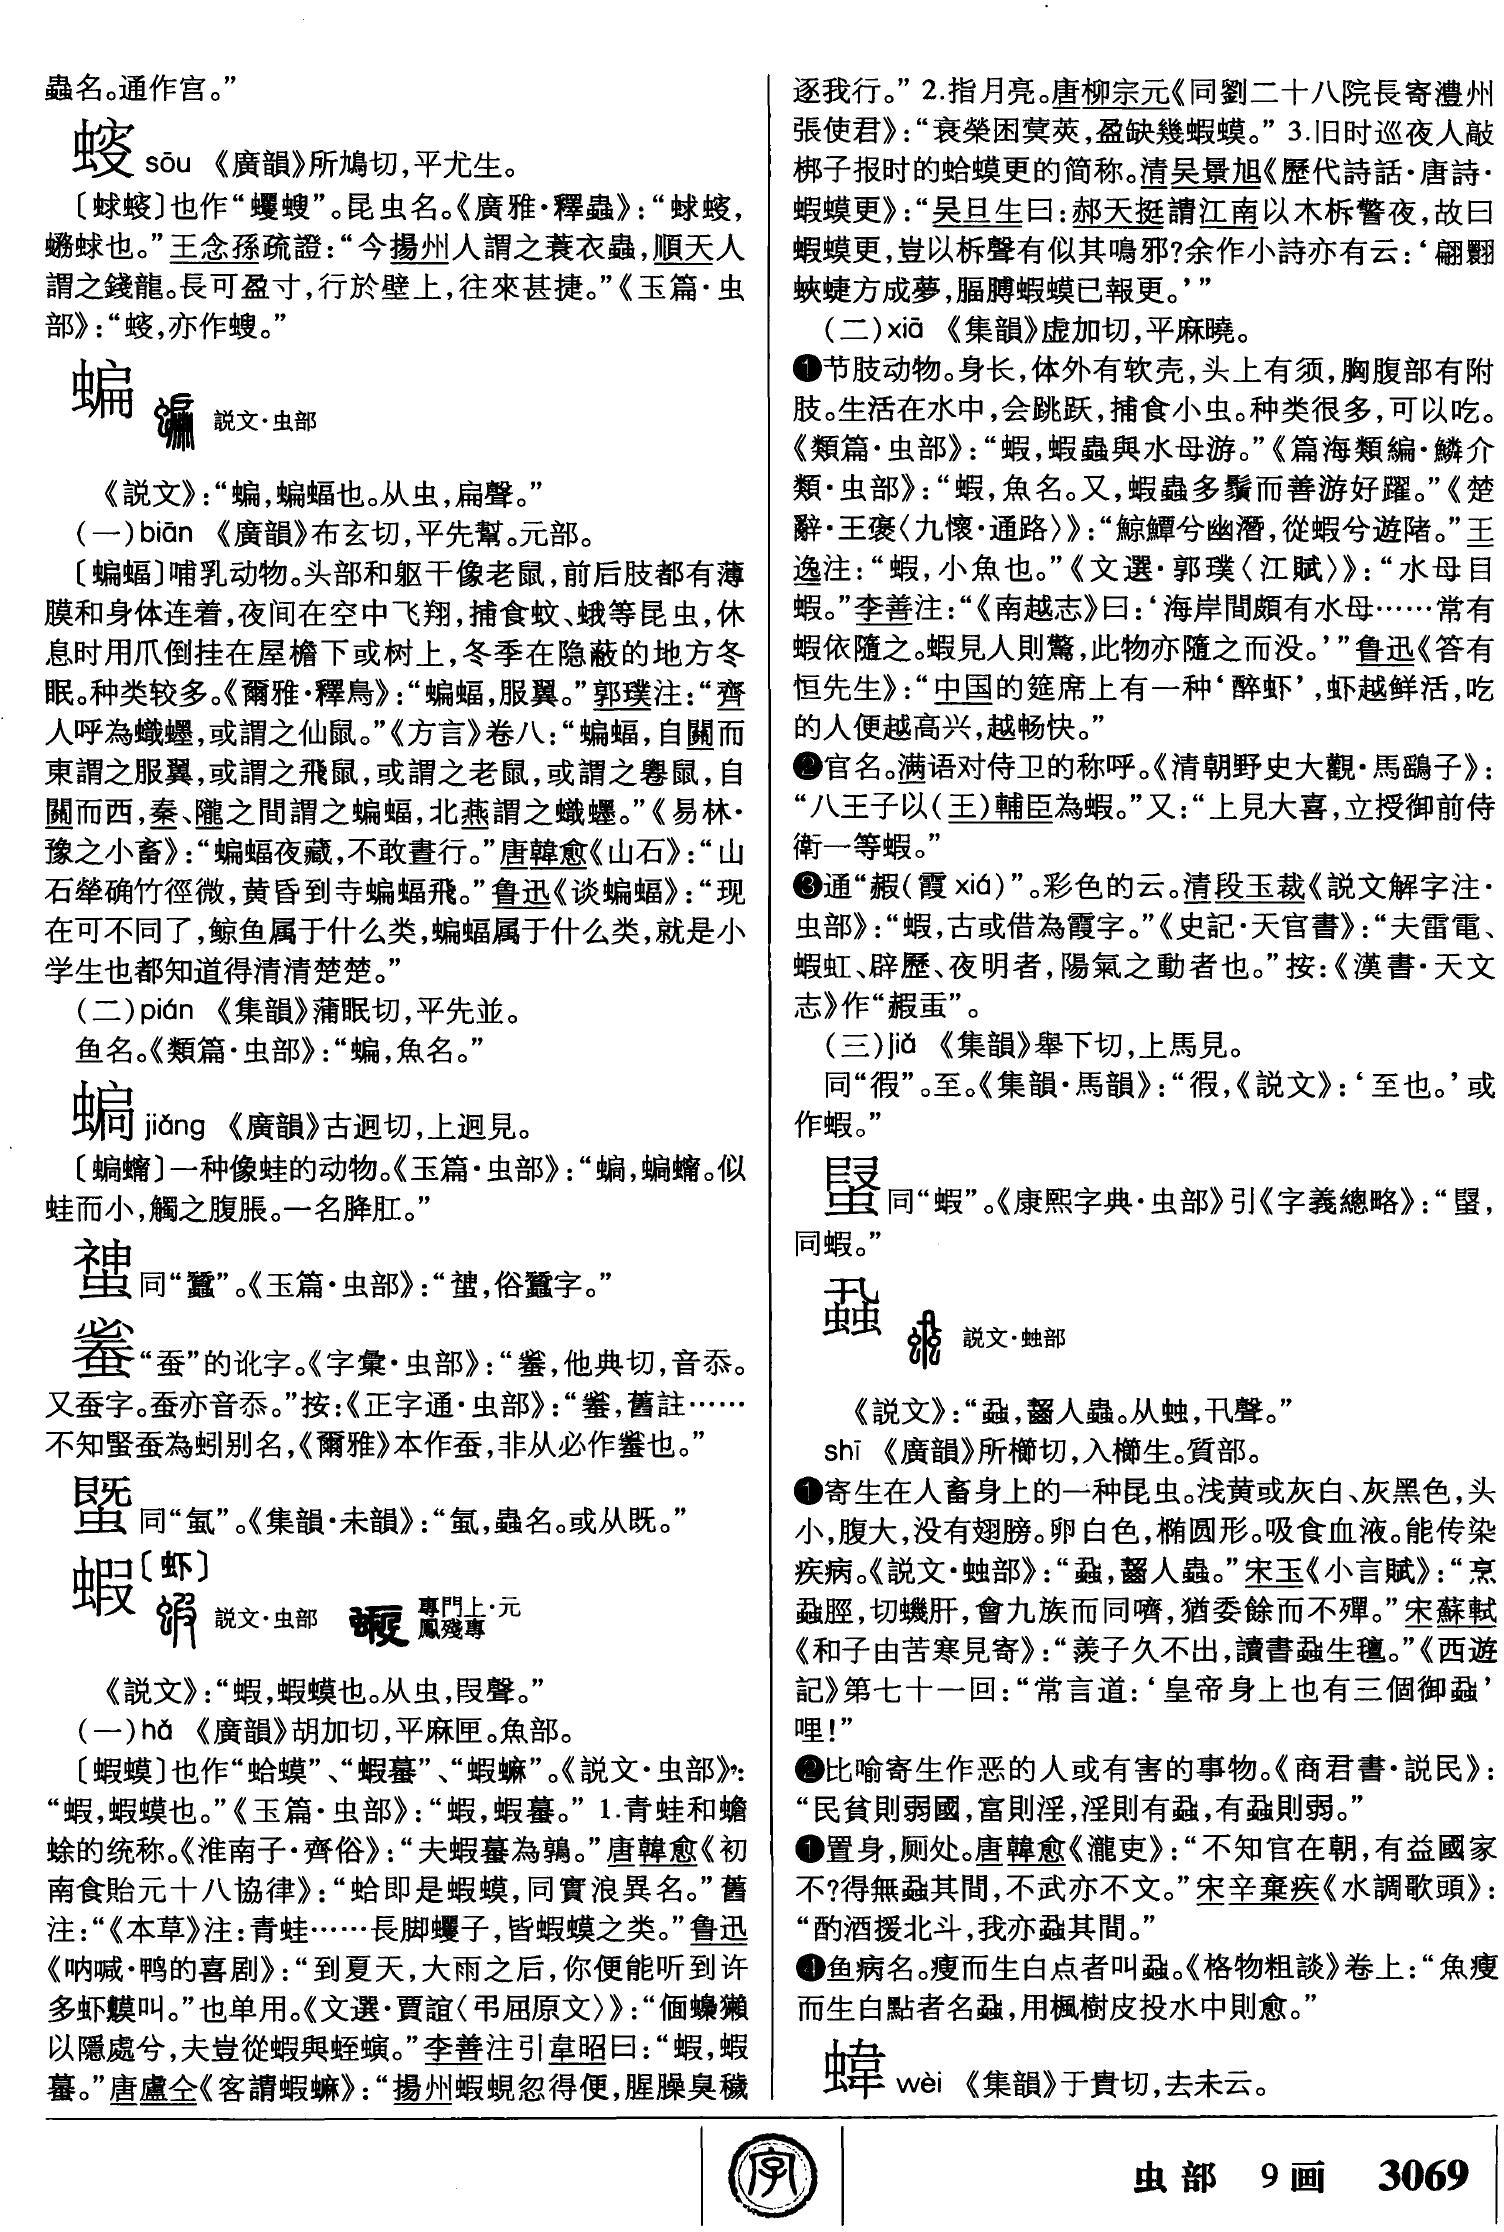 蟲名。通作宫。”
螋 sōu 《廣韻》所鳩切，平尤生。
〔蛷螋〕也作“蠼螋”。昆虫名。《廣雅·釋蟲》：“蛷螋，
蟧蛷也。”王念孫疏證：“今揚州人謂之蓑衣蟲，順天人
謂之錢龍。長可盈寸，行於壁上，往來甚捷。”《玉篇·虫
部》：“䖣，亦作螋。”
蝙
説文·虫部
《説文》：“蝙，蝙蝠也。从虫，扁聲。”
（一）biān 《廣韻》布玄切，平先幫。元部。
〔蝙蝠〕哺乳动物。头部和躯干像老鼠，前后肢都有薄
膜和身体连着，夜间在空中飞翔，捕食蚊、蛾等昆虫，休
息时用爪倒挂在屋檐下或树上，冬季在隐蔽的地方冬
眠。种类较多。《爾雅·釋鳥》：“蝙蝠，服翼。”郭璞注：“齊
人呼為蟙䘃，或謂之仙鼠。”《方言》卷八：“蝙蝠，自關而
東謂之服翼，或謂之飛鼠，或謂之老鼠，或謂之䙴鼠，自
關而西，秦、隴之間謂之蝙蝠，北燕謂之蟙䘃。”《易林·
豫之小畜》：“蝙蝠夜藏，不敢晝行。”唐韓愈《山石》：“山
石犖确竹徑微，黄昏到寺蝙蝠飛。”鲁迅《谈蝙蝠》：“现
在可不同了，鲸鱼属于什么类，蝙蝠属于什么类，就是小
学生也都知道得清清楚楚。”
（二）pián 《集韻》蒲眠切，平先並。
鱼名。《類篇·虫部》：“蝙，魚名。”
jiǒng 《廣韻》古迥切，上迥見。
一种像蛙的动物。《玉篇·虫部》：“似
蛙而小，觸之腹脹。一名胮肛。”
同“蠶”。《玉篇·虫部》：“俗蠶字。”
“蚕”的讹字。《字彙·虫部》：“他典切，音忝。
又蚕字。蚕亦音忝。”按：《正字通·虫部》：“舊註……
不知堅蚕為蚓别名，《爾雅》本作蚕，非从必作也。”
同“䗁”。《集韻·未韻》：“蟲名。或从既。”
蝦〔虾〕
説文·虫部 專門上·元
鳳殘專
《説文》：“蝦，蝦蟆也。从虫，叚聲。”
（一）há 《廣韻》胡加切，平麻匣。魚部。
〔蝦蟆〕也作“蛤蟆”、“蝦蟇”、“蝦蟵”。《説文·虫部》：
“蝦，蝦蟆也。”《玉篇·虫部》：“蝦，蝦蟇。” 1.青蛙和蟾
蜍的统称。《淮南子·齊俗》：“夫蝦蟇為鶉。”唐韓愈《初
南食貽元十八協律》：“蛤即是蝦蟆，同實浪異名。”舊
注：“《本草》注：青蛙……長脚蠼子，皆蝦蟆之类。”鲁迅
《呐喊·鸭的喜剧》：“到夏天，大雨之后，你便能听到许
多虾蟆叫。”也单用。《文選·賈誼〈弔屈原文〉》：“偭蟂獺
以隱處兮，夫豈從蝦與蛭螾。”李善注引韋昭曰：“蝦，蝦
蟇。”唐盧仝《客謂蝦蟆》：“揚州蝦蜆忽得便，腥臊臭穢
逐我行。” 2.指月亮。唐柳宗元《同劉二十八院長寄澧州
張使君》：“衰榮困蓂莢，盈缺幾蝦蟆。” 3.旧时巡夜人敲
梆子报时的蛤蟆更的简称。清吴景旭《歷代詩話·唐詩·
蝦蟆更》：“吴旦生曰：郝天挺謂江南以木柝警夜，故曰
蝦蟆更，豈以柝聲有似其鳴邪？余作小詩亦有云：‘翩翾
蛺蜨方成夢，腷膊蝦蟆已報更。’”
（二）xiā 《集韻》虚加切，平麻曉。
❶节肢动物。身长，体外有软壳，头上有须，胸腹部有附
肢。生活在水中，会跳跃，捕食小虫。种类很多，可以吃。
《類篇·虫部》：“蝦，蝦蟲與水母游。”《篇海類編·鱗介
類·虫部》：“蝦，魚名。又，蝦蟲多鬚而善游好躍。”《楚
辭·王褒〈九懷·通路〉》：“鯨鱏兮幽潛，從蝦兮遊陼。”王
逸注：“蝦，小魚也。”《文選·郭璞〈江賦〉》：“水母目
蝦。”李善注：“《南越志》曰：‘海岸間頗有水母……常有
蝦依隨之。蝦見人則驚，此物亦隨之而没。’”鲁迅《答有
恒先生》：“中国的筵席上有一种‘醉虾’，虾越鲜活，吃
的人便越高兴，越畅快。”
❷官名。满语对侍卫的称呼。《清朝野史大觀·馬鷂子》：
“八王子以（王）輔臣為蝦。”又：“上見大喜，立授御前侍
衛一等蝦。”
❸通“赮（霞xiá）”。彩色的云。清段玉裁《説文解字注·
虫部》：“蝦，古或借為霞字。”《史記·天官書》：“夫雷電、
蝦虹、辟歷、夜明者，陽氣之動者也。”按：《漢書·天文
志》作“赮䖝”。
（三）jiǎ 《集韻》舉下切，上馬見。
同“徦”。至。《集韻·馬韻》：“徦，《説文》：‘至也。’或
作蝦。”
同“蝦”。《康熙字典·虫部》引《字義總略》：“
同蝦。”
蝨
説文·䖵部
《説文》：“蝨，齧人蟲。从䖵，卂聲。”
shī 《廣韻》所櫛切，入櫛生。質部。
❶寄生在人畜身上的一种昆虫。浅黄或灰白、灰黑色，头
小，腹大，没有翅膀。卵白色，椭圆形。吸食血液。能传染
疾病。《説文·䖵部》：“蝨，齧人蟲。”宋玉《小言賦》：“烹
蝨脛，切蟣肝，會九族而同嚌，猶委餘而不殫。”宋蘇軾
《和子由苦寒見寄》：“羨子久不出，讀書蝨生氊。”《西遊
記》第七十一回：“常言道：‘皇帝身上也有三個御蝨’
哩！”
❷比喻寄生作恶的人或有害的事物。《商君書·説民》：
“民貧則弱國，富則淫，淫則有蝨，有蝨則弱。”
❶置身，厕处。唐韓愈《瀧吏》：“不知官在朝，有益國家
不？得無蝨其間，不武亦不文。”宋辛棄疾《水調歌頭》：
“酌酒援北斗，我亦蝨其間。”
❹鱼病名。瘦而生白点者叫蝨。《格物粗談》卷上：“魚瘦
而生白點者名蝨，用楓樹皮投水中則愈。”
蝹 wèi 《集韻》于貴切，去未云。
字
虫部 9画 3069